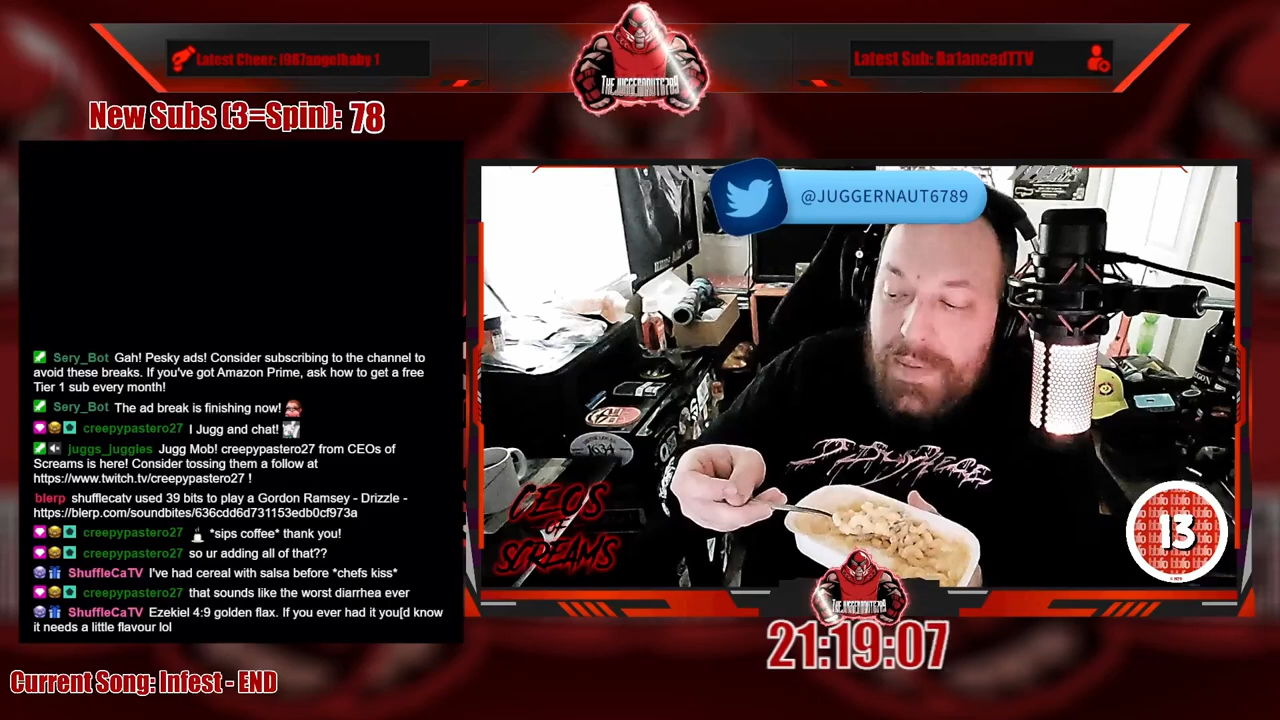 Latest Cheer: 1987angelbaby 1
THEJUGGERNAUT6789
Latest Sub: Ba1ancedTTV
New Subs (3=Spin): 78
@JUGGERNAUT6789
Sery_Bot Gah! Pesky ads! Consider subscribing to the channel to
avoid these breaks. If you've got Amazon Prime, ask how to get a free
Tier 1 sub every month!
Sery_Bot The ad break is finishing now!
creepypastero27 I Jugg and chat!
juggs_juggles Jugg Mob! creepypastero27 from CEOs of
Screams is here! Consider tossing them a follow at
https://www.twitch.tv/creepypastero27 !
blerp shufflecatv used 39 bits to play a Gordon Ramsey - Drizzle -
https://blerp.com/soundbites/636cdd6d731153edb0cf973a
creepypastero27 *sips coffee* thank you!
creepypastero27 so ur adding all of that??
ShuffleCaTV I've had cereal with salsa before *chefs kiss*
creepypastero27 that sounds like the worst diarrhea ever
ShuffleCaTV Ezekiel 4:9 golden flax. If you ever had it you[d know
it needs a little flavour lol
1634
CEOS
OF
SCREAMS
13
THEJUGGERNAUT6789
21:19:07
Current Song: Infest - END